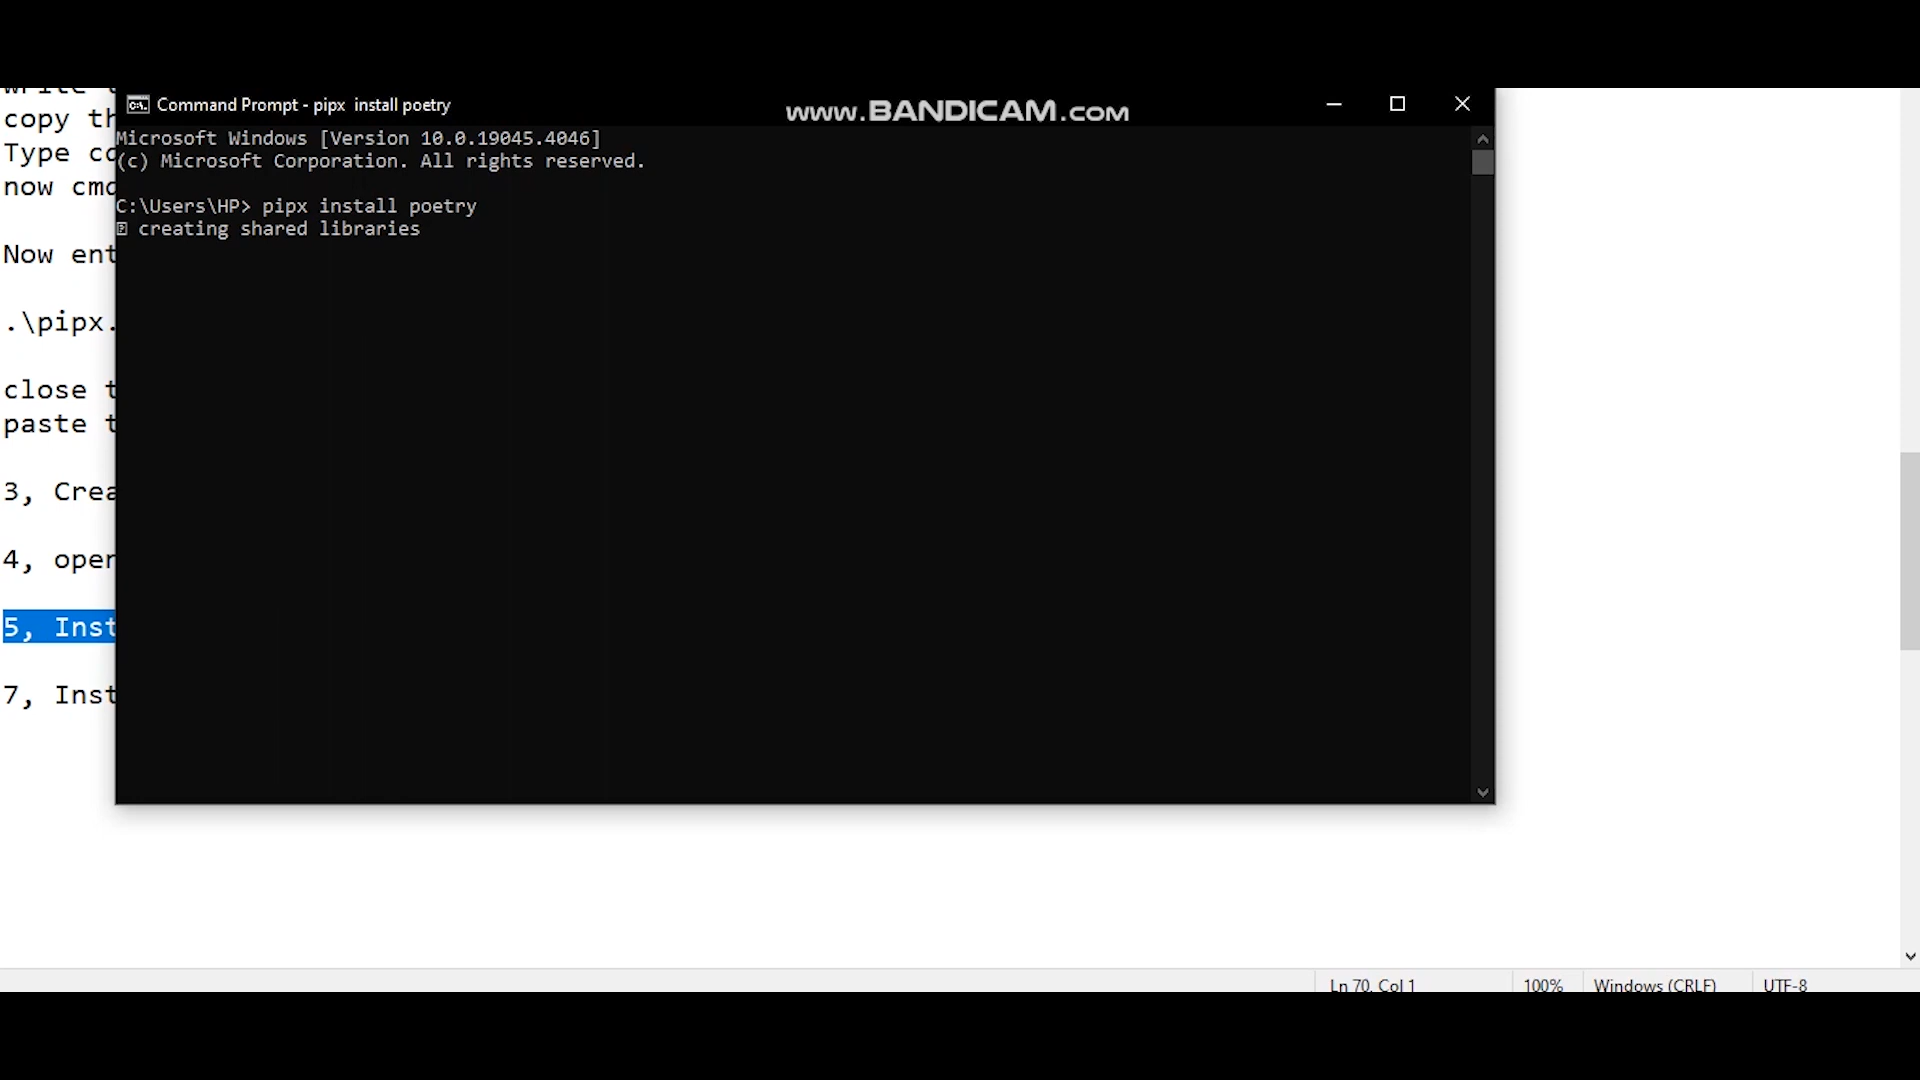 copy th
Type co
now cmd
Now ent
.\pipx.
close t
paste t
3, Crea
4, open
5, Inst
7, Inst
Command Prompt - pipx install poetry
www.BANDICAM.com
Microsoft Windows [Version 10.0.19045.4046]
(c) Microsoft Corporation. All rights reserved.
C:\Users\HP> pipx install poetry
creating shared libraries
Ln 70, Col 1
100%
Windows (CRLF)
UTF-8